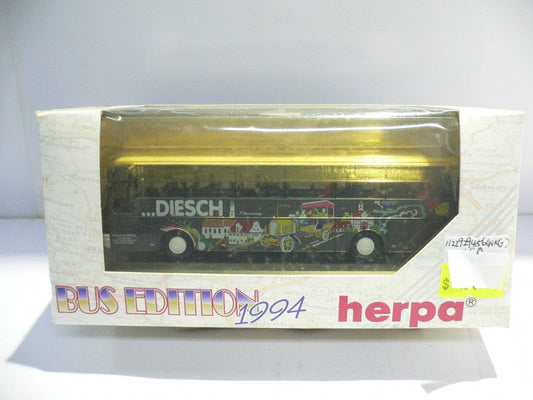 ...DIESCH
BUS EDITION 1994
herpa®
$